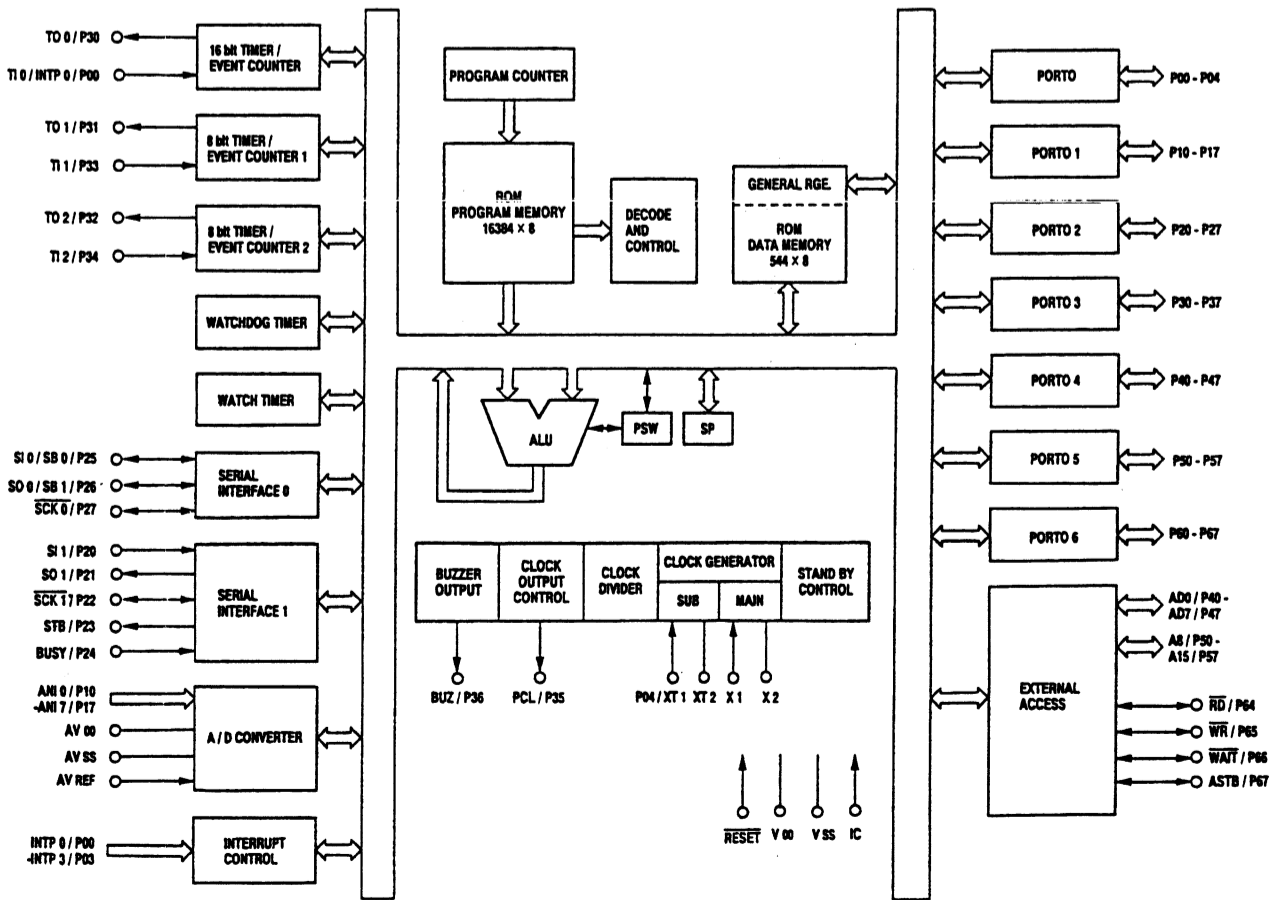 TO 0 / P30
TI 0 / INTP 0 / P00
16 bit TIMER /
EVENT COUNTER
TO 1 / P31
TI 1 / P33
8 bit TIMER /
EVENT COUNTER 1
TO 2 / P32
TI 2 / P34
8 bit TIMER /
EVENT COUNTER 2
WATCHDOG TIMER
WATCH TIMER
SI 0 / SB 0 / P25
SO 0 / SB 1 / P26
SCK 0 / P27
SERIAL
INTERFACE 0
SI 1 / P20
SO 1 / P21
SCK 1 / P22
STB / P23
BUSY / P24
SERIAL
INTERFACE 1
ANI 0 / P10
-ANI 7 / P17
AV 00
AV SS
AV REF
A / D CONVERTER
INTP 0 / P00
-INTP 3 / P03
INTERRUPT
CONTROL
PROGRAM COUNTER
ROM
PROGRAM MEMORY
16384 × 8
DECODE
AND
CONTROL
GENERAL RGE.
ROM
DATA MEMORY
544 × 8
ALU
PSW
SP
BUZZER
OUTPUT
CLOCK
OUTPUT
CONTROL
CLOCK
DIVIDER
CLOCK GENERATOR
SUB
MAIN
STAND BY
CONTROL
BUZ / P36
PCL / P35
P04 / XT 1
XT 2
X 1
X 2
RESET
V 00
V SS
IC
PORTO
P00 - P04
PORTO 1
P10 - P17
PORTO 2
P20 - P27
PORTO 3
P30 - P37
PORTO 4
P40 - P47
PORTO 5
P50 - P57
PORTO 6
P60 - P67
EXTERNAL
ACCESS
AD0 / P40 -
AD7 / P47
A8 / P50 -
A15 / P57
RD / P64
WR / P65
WAIT / P66
ASTB / P67